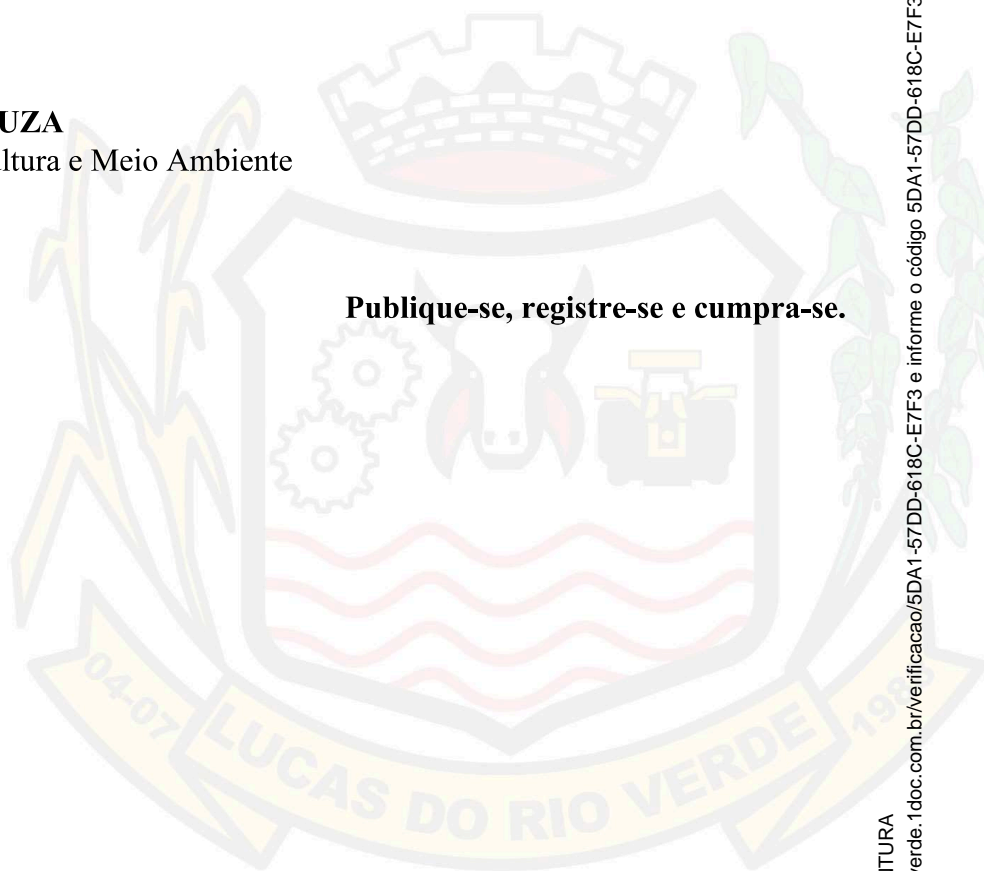 UZA
ltura e Meio Ambiente
Publique-se, registre-se e cumpra-se.
04-07
LUCAS DO RIO VERDE
ITURA
verde.1doc.com.br/verificacao/5DA1-57DD-618C-E7F3 e informe o código 5DA1-57DD-618C-E7F3